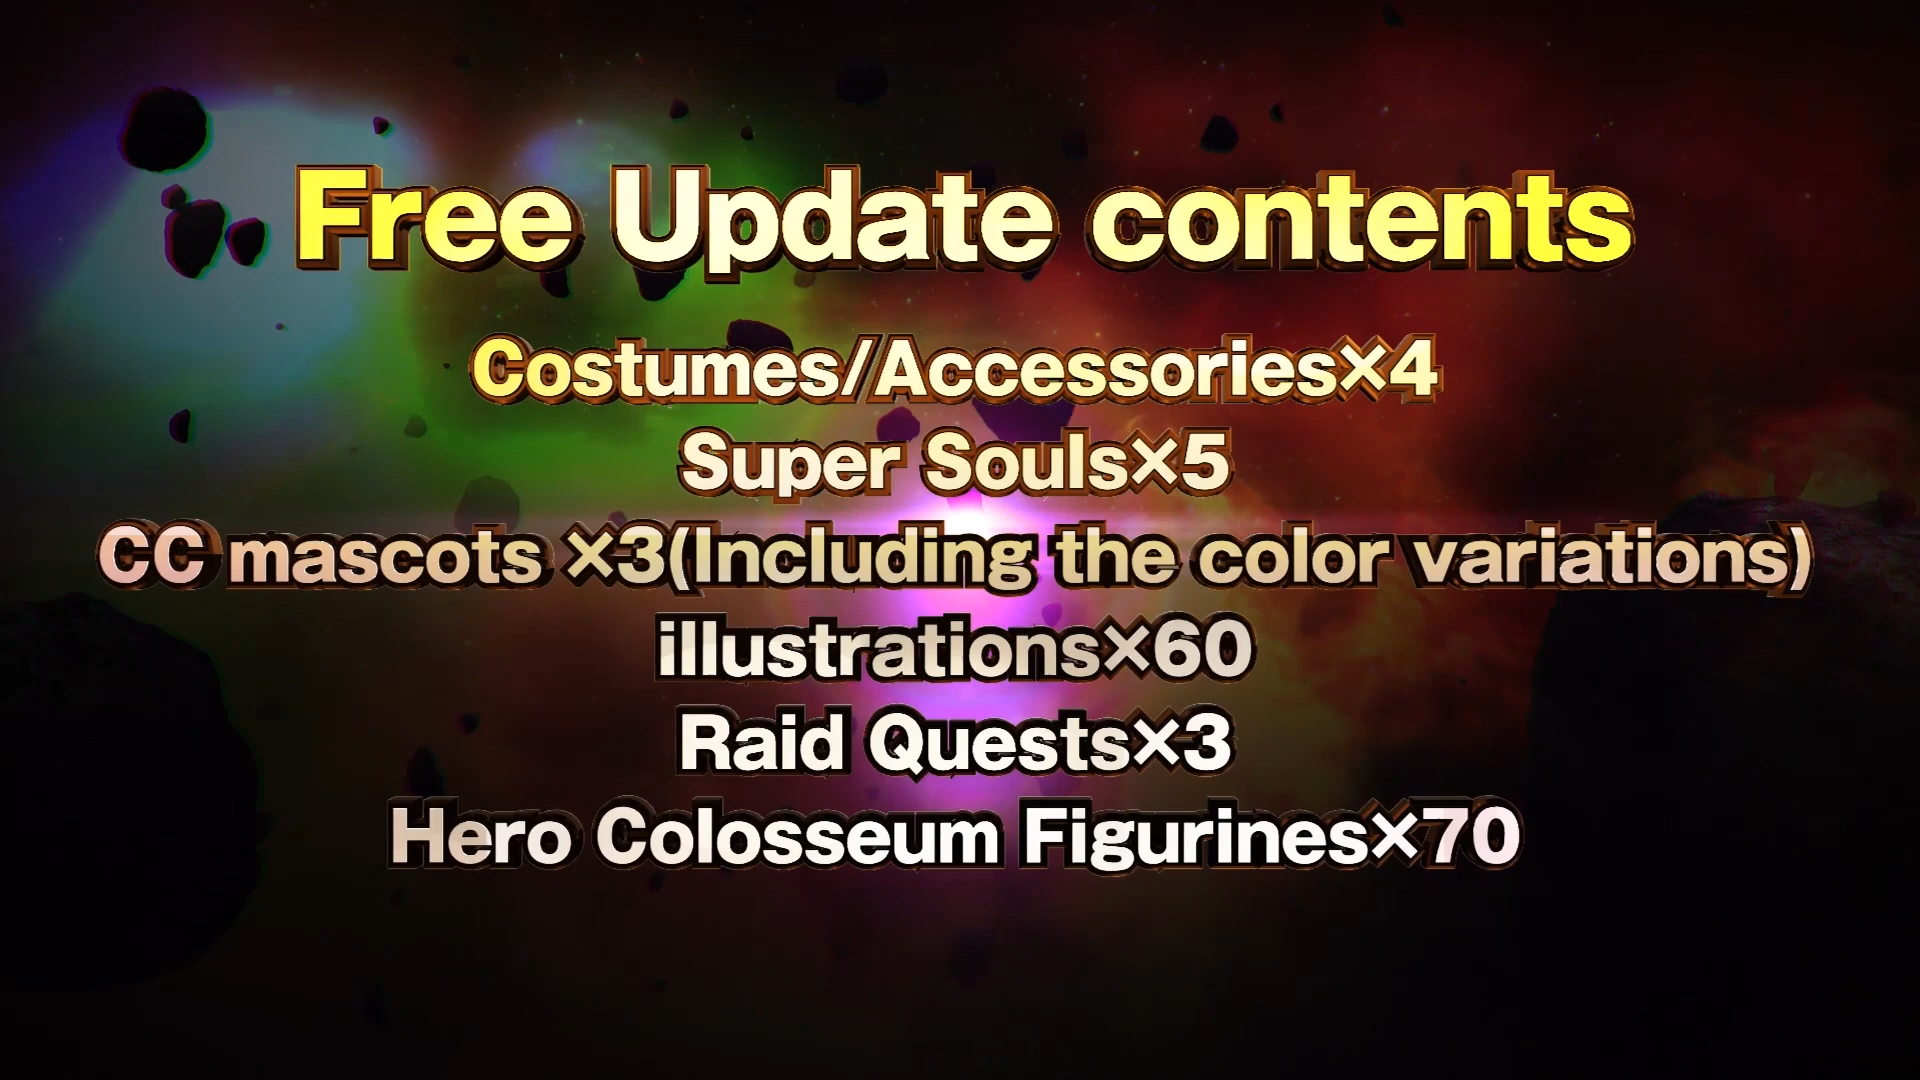 Free Update contents
Costumes/Accessories×4
Super Souls×5
CC mascots ×3(Including the color variations)
illustrations×60
Raid Quests×3
Hero Colosseum Figurines×70